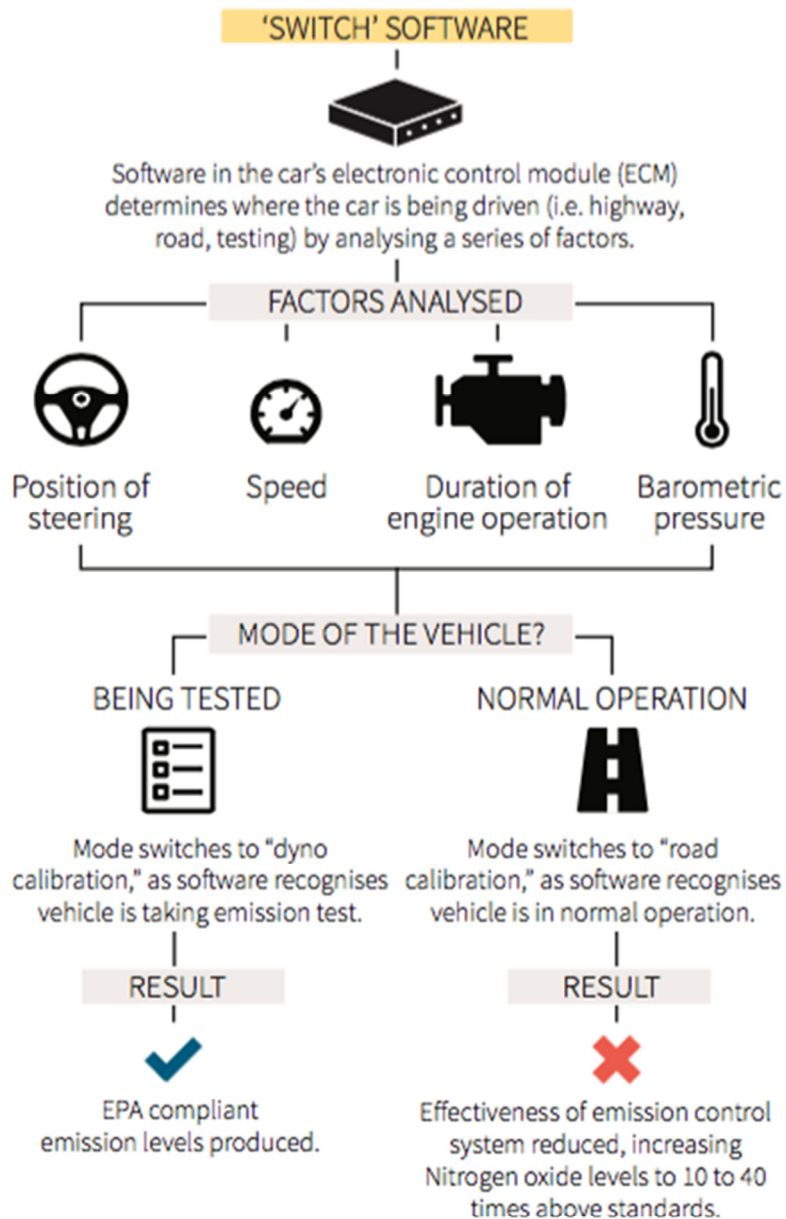 ‘SWITCH’ SOFTWARE
Software in the car’s electronic control module (ECM)
determines where the car is being driven (i.e. highway,
road, testing) by analysing a series of factors.
FACTORS ANALYSED
Position of
steering
Speed
Duration of
engine operation
Barometric
pressure
MODE OF THE VEHICLE?
BEING TESTED
Mode switches to “dyno
calibration,” as software recognises
vehicle is taking emission test.
RESULT
EPA compliant
emission levels produced.
NORMAL OPERATION
Mode switches to “road
calibration,” as software recognises
vehicle is in normal operation.
RESULT
Effectiveness of emission control
system reduced, increasing
Nitrogen oxide levels to 10 to 40
times above standards.